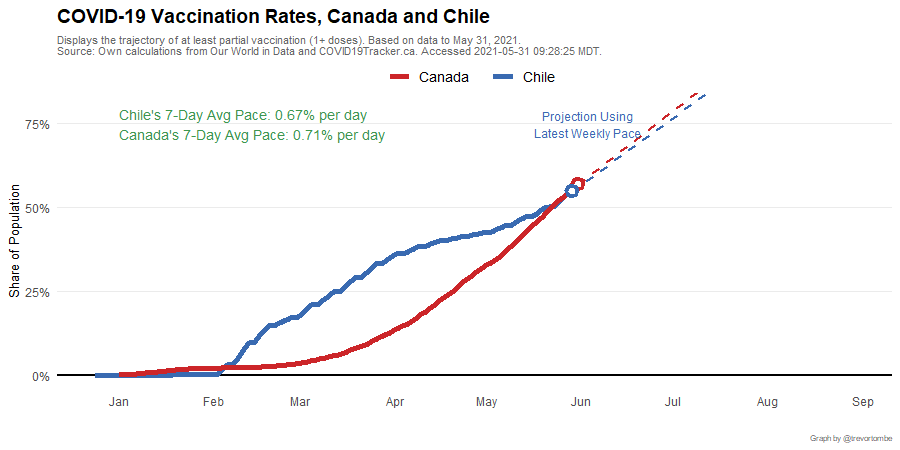 COVID-19 Vaccination Rates, Canada and Chile
Displays the trajectory of at least partial vaccination (1+ doses). Based on data to May 31, 2021.
Source: Own calculations from Our World in Data and COVID19Tracker.ca. Accessed 2021-05-31 09:28:25 MDT.
Canada Chile
Chile's 7-Day Avg Pace: 0.67% per day
Canada's 7-Day Avg Pace: 0.71% per day
Projection Using
Latest Weekly Pace
Share of Population
75%
50%
25%
0%
Jan Feb Mar Apr May Jun Jul Aug Sep
Graph by @trevortombe